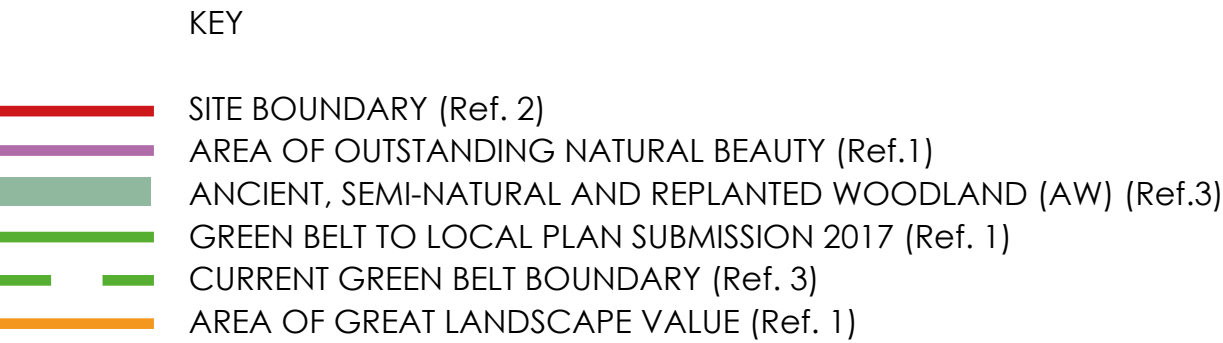 KEY
SITE BOUNDARY (Ref. 2)
AREA OF OUTSTANDING NATURAL BEAUTY (Ref.1)
ANCIENT, SEMI-NATURAL AND REPLANTED WOODLAND (AW) (Ref.3)
GREEN BELT TO LOCAL PLAN SUBMISSION 2017 (Ref. 1)
CURRENT GREEN BELT BOUNDARY (Ref. 3)
AREA OF GREAT LANDSCAPE VALUE (Ref. 1)